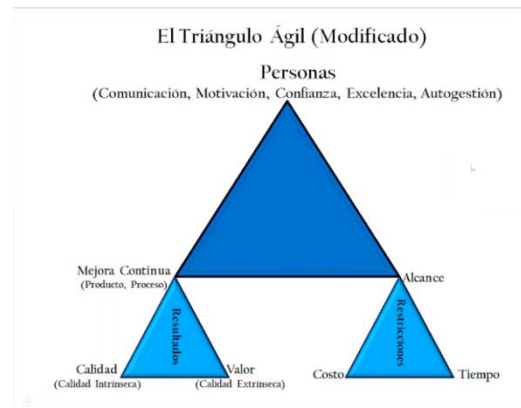 El Triángulo Ágil (Modificado)
Personas
(Comunicación, Motivación, Confianza, Excelencia, Autogestión)
Mejora Continua
(Producto, Proceso)
Alcance
Resultados
Restricciones
Calidad
(Calidad Intrínseca)
Valor
(Calidad Extrínseca)
Costo
Tiempo